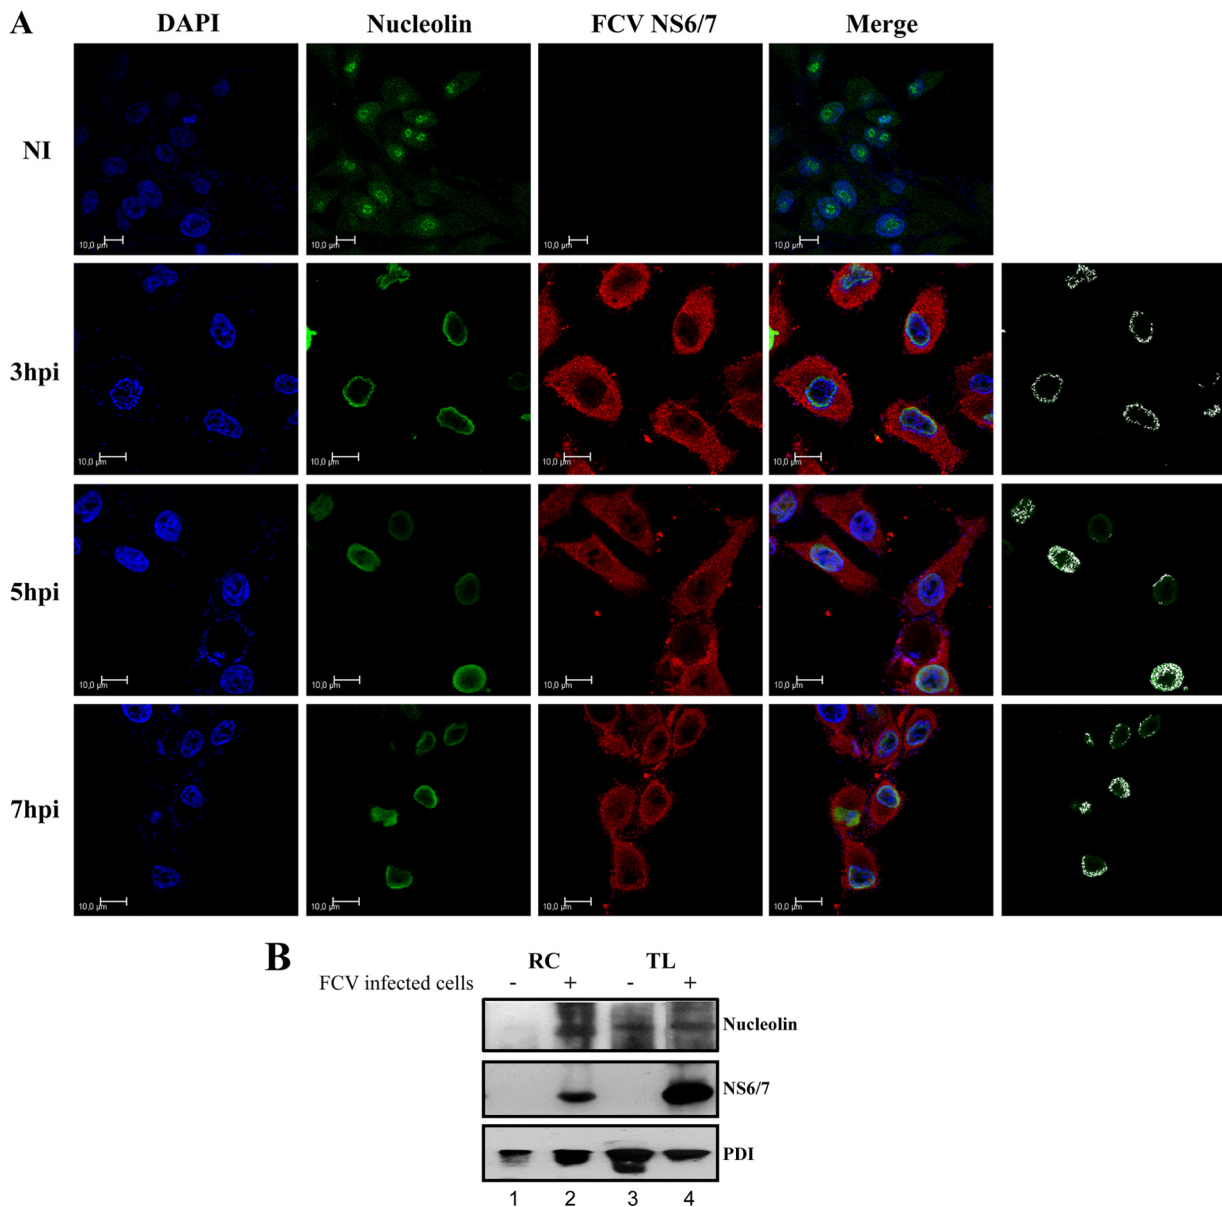 A
DAPI Nucleolin FCV NS6/7 Merge
NI
10,0 µm 10,0 µm 10,0 µm 10,0 µm
3hpi
10,0 µm 10,0 µm 10,0 µm 10,0 µm
5hpi
10,0 µm 10,0 µm 10,0 µm 10,0 µm
7hpi
10,0 µm 10,0 µm 10,0 µm 10,0 µm
B
RC TL
FCV infected cells - + - +
Nucleolin
NS6/7
PDI
1 2 3 4